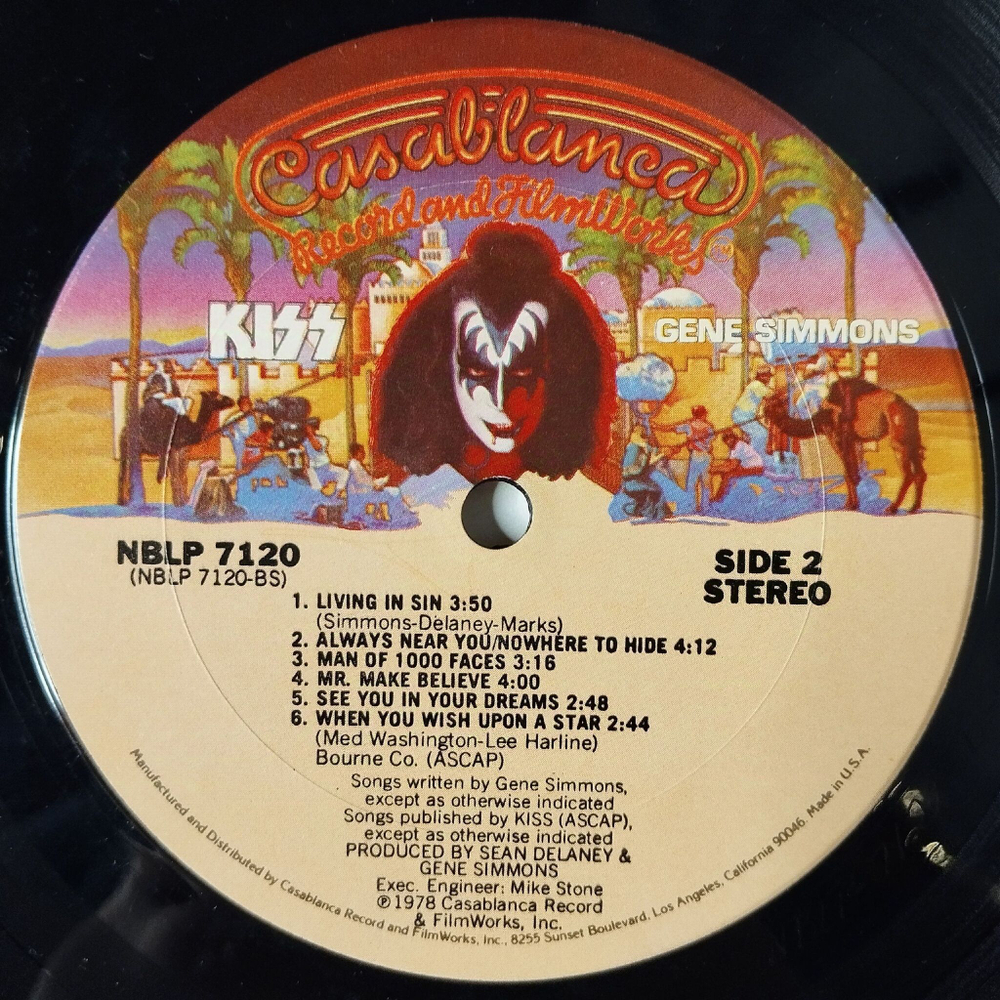 Casablanca
Record and FilmWorks
KISS
GENE SIMMONS
NBLP 7120
(NBLP 7120-BS)
SIDE 2
STEREO
1. LIVING IN SIN 3:50
(Simmons-Delaney-Marks)
2. ALWAYS NEAR YOU/NOWHERE TO HIDE 4:12
3. MAN OF 1000 FACES 3:16
4. MR. MAKE BELIEVE 4:00
5. SEE YOU IN YOUR DREAMS 2:48
6. WHEN YOU WISH UPON A STAR 2:44
(Med Washington-Lee Harline)
Bourne Co. (ASCAP)
Songs written by Gene Simmons,
except as otherwise indicated
Songs published by KISS (ASCAP),
except as otherwise indicated
PRODUCED BY SEAN DELANEY &
GENE SIMMONS
Exec. Engineer: Mike Stone
℗ 1978 Casablanca Record
& FilmWorks, Inc.
Manufactured and Distributed by Casablanca Record and FilmWorks, Inc., 8255 Sunset Boulevard, Los Angeles, California 90046. Made in U.S.A.